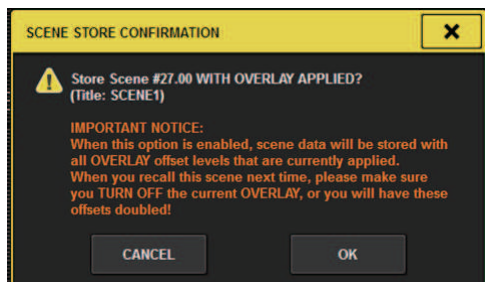 SCENE STORE CONFIRMATION
Store Scene #27.00 WITH OVERLAY APPLIED?
(Title: SCENE1)
IMPORTANT NOTICE:
When this option is enabled, scene data will be stored with
all OVERLAY offset levels that are currently applied.
When you recall this scene next time, please make sure
you TURN OFF the current OVERLAY, or you will have these
offsets doubled!
CANCEL OK